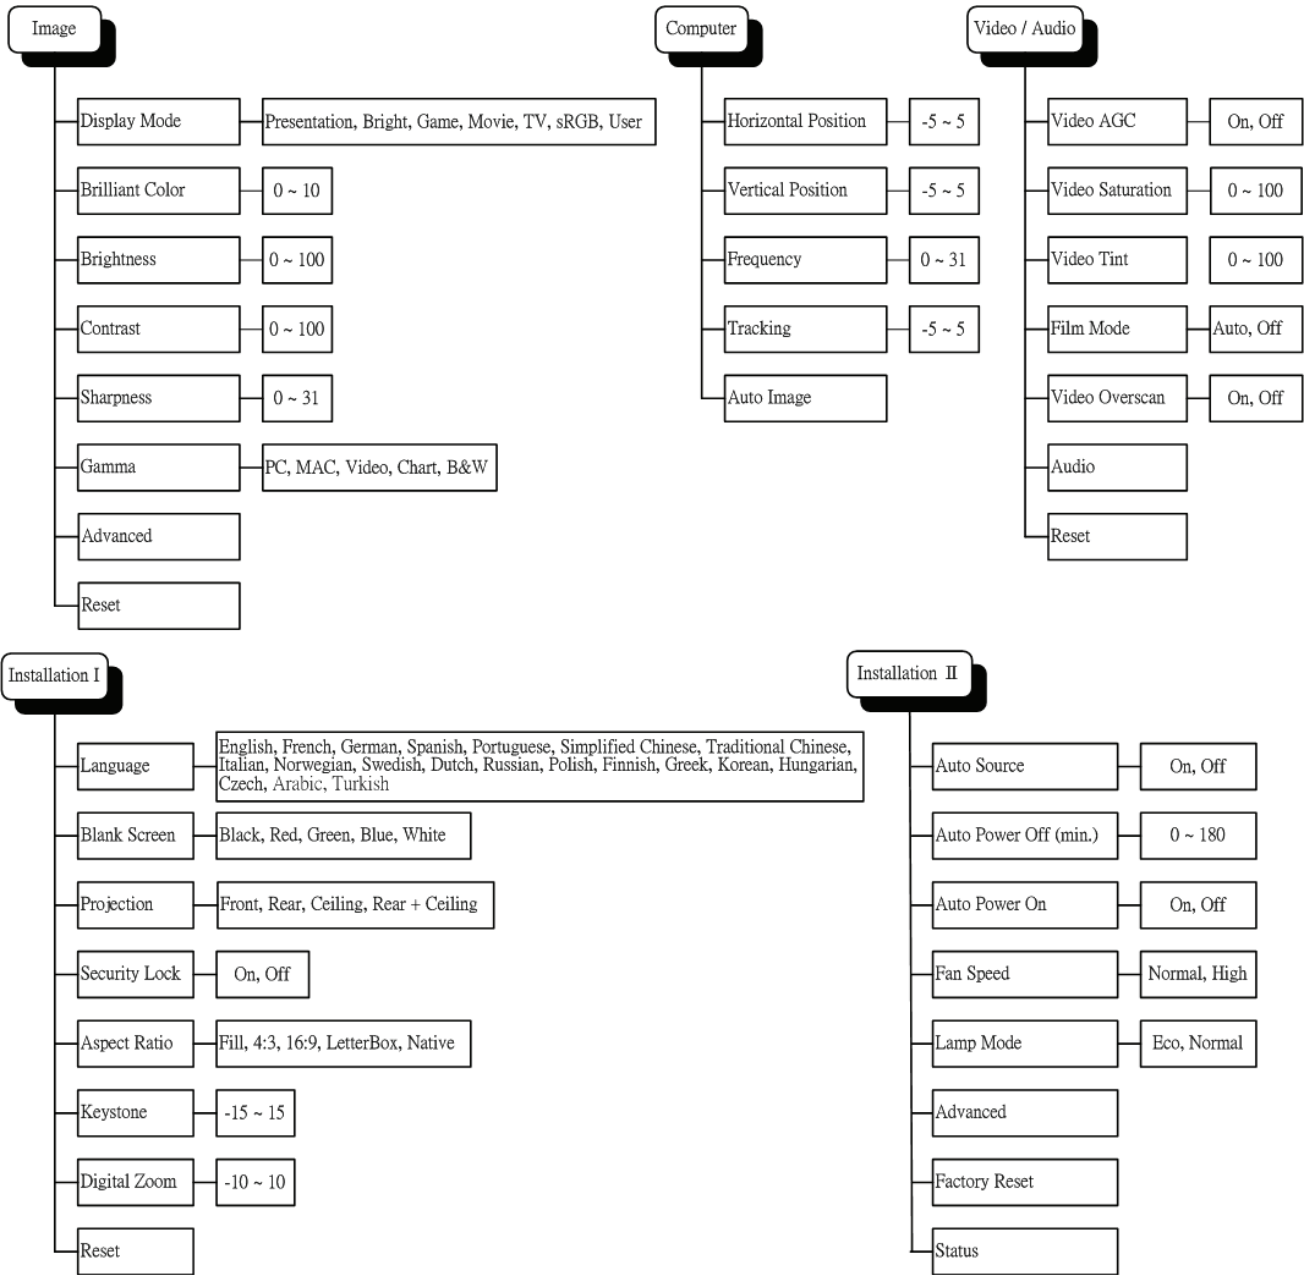 Image
Display Mode
Presentation, Bright, Game, Movie, TV, sRGB, User
Brilliant Color
0 ~ 10
Brightness
0 ~ 100
Contrast
0 ~ 100
Sharpness
0 ~ 31
Gamma
PC, MAC, Video, Chart, B&W
Advanced
Reset
Computer
Horizontal Position
-5 ~ 5
Vertical Position
-5 ~ 5
Frequency
0 ~ 31
Tracking
-5 ~ 5
Auto Image
Video / Audio
Video AGC
On, Off
Video Saturation
0 ~ 100
Video Tint
0 ~ 100
Film Mode
Auto, Off
Video Overscan
On, Off
Audio
Reset
Installation I
Language
English, French, German, Spanish, Portuguese, Simplified Chinese, Traditional Chinese,
Italian, Norwegian, Swedish, Dutch, Russian, Polish, Finnish, Greek, Korean, Hungarian,
Czech, Arabic, Turkish
Blank Screen
Black, Red, Green, Blue, White
Projection
Front, Rear, Ceiling, Rear + Ceiling
Security Lock
On, Off
Aspect Ratio
Fill, 4:3, 16:9, LetterBox, Native
Keystone
-15 ~ 15
Digital Zoom
-10 ~ 10
Reset
Installation II
Auto Source
On, Off
Auto Power Off (min.)
0 ~ 180
Auto Power On
On, Off
Fan Speed
Normal, High
Lamp Mode
Eco, Normal
Advanced
Factory Reset
Status